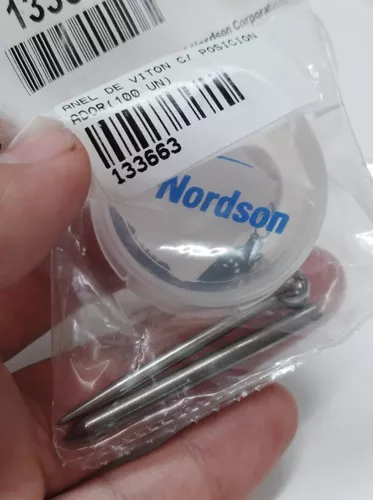 133
Nordson Corporation
ANEL DE VITON C/ POSICION
ADOR(100 UN)
133663
Nordson